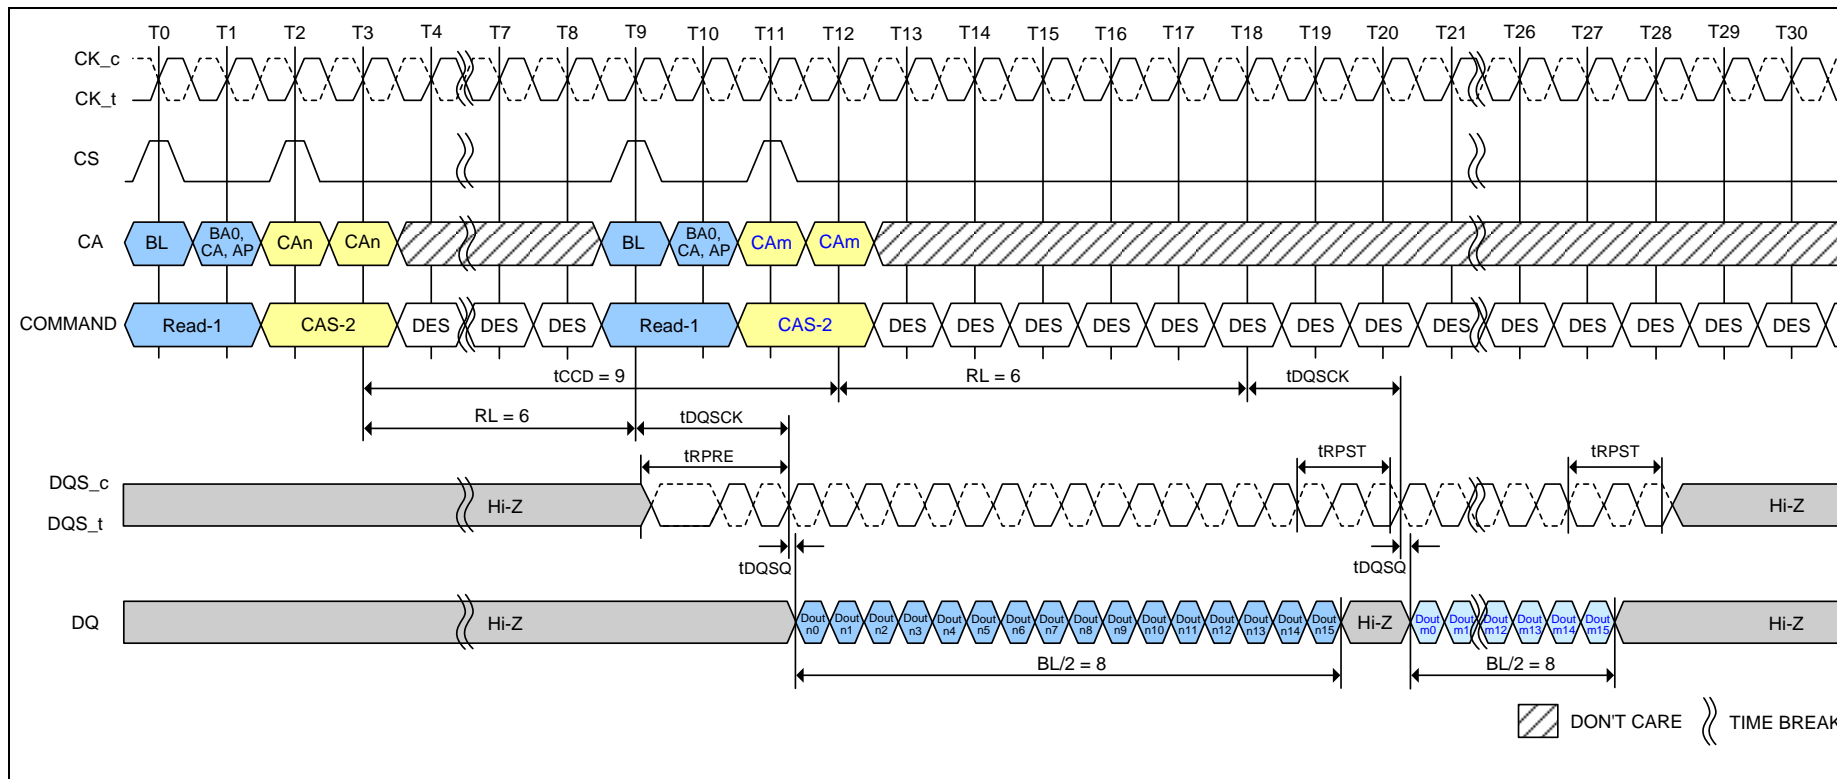 T0 T1 T2 T3 T4 T7 T8 T9 T10 T11 T12 T13 T14 T15 T16 T17 T18 T19 T20 T21 T26 T27 T28 T29 T30
CK_c
CK_t
CS
CA BL BA0, CA, AP CAn CAn BL BA0, CA, AP CAm CAm
COMMAND Read-1 CAS-2 DES DES DES Read-1 CAS-2 DES DES DES DES DES DES DES DES DES DES DES DES DES DES
tCCD = 9 RL = 6 tDQSCK
RL = 6 tDQSCK
tRPRE tRPST tRPST
DQS_c
Hi-Z Hi-Z
DQS_t
tDQSQ tDQSQ
DQ Hi-Z Dout n0 Dout n1 Dout n2 Dout n3 Dout n4 Dout n5 Dout n6 Dout n7 Dout n8 Dout n9 Dout n10 Dout n11 Dout n12 Dout n13 Dout n14 Dout n15 Hi-Z Dout m0 Dout m1 Dout m12 Dout m13 Dout m14 Dout m15 Hi-Z
BL/2 = 8 BL/2 = 8
DON'T CARE TIME BREAK